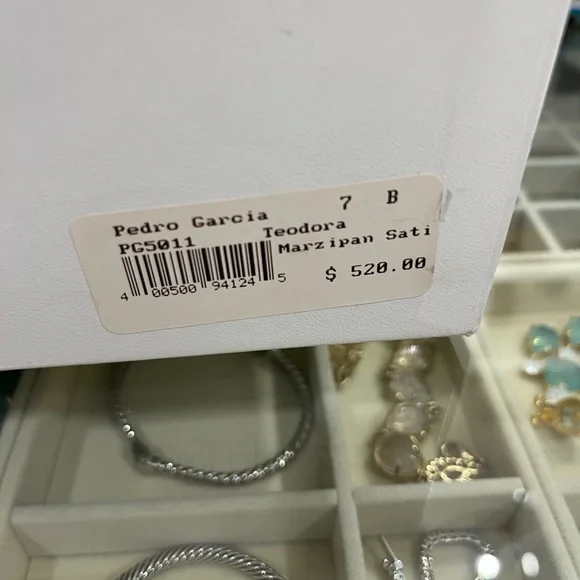 Pedro Garcia 7 B
PG5011 Teodora
Marzipan Sati
$ 520.00
4 00500 94124 5